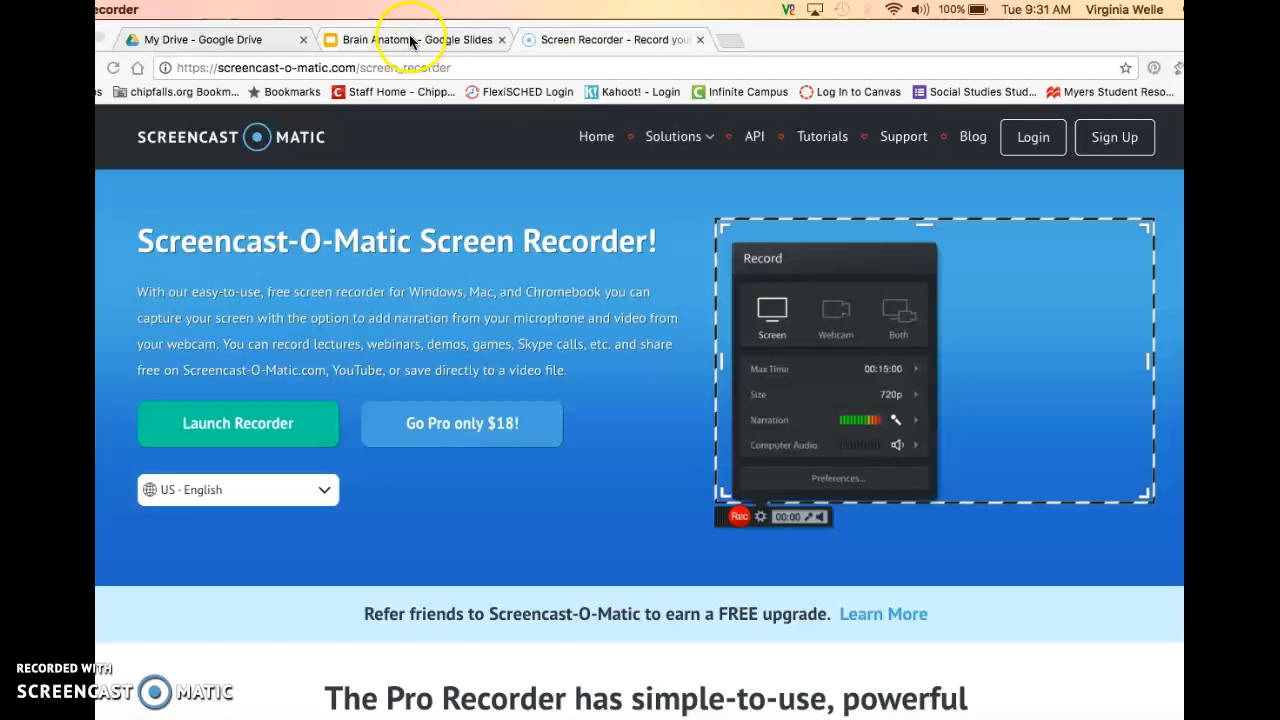 ecorder
100% Tue 9:31 AM Virginia Welle
My Drive - Google Drive
Brain Anatomy - Google Slides
Screen Recorder - Record you
https://screencast-o-matic.com/screen_recorder
chipfalls.org Bookm... Bookmarks Staff Home - Chipp... FlexiSCHED Login Kahoot! - Login Infinite Campus Log In to Canvas Social Studies Stud... Myers Student Reso...
SCREENCAST MATIC
Home Solutions API Tutorials Support Blog Login Sign Up
Screencast-O-Matic Screen Recorder!
With our easy-to-use, free screen recorder for Windows, Mac, and Chromebook you can
capture your screen with the option to add narration from your microphone and video from
your webcam. You can record lectures, webinars, demos, games, Skype calls, etc. and share
free on Screencast-O-Matic.com, YouTube, or save directly to a video file.
Launch Recorder
Go Pro only $18!
US - English
Record
Screen Webcam Both
Max Time 00:15:00
Size 720p
Narration
Computer Audio
Preferences...
Rec 00:00
Refer friends to Screencast-O-Matic to earn a FREE upgrade. Learn More
The Pro Recorder has simple-to-use, powerful
RECORDED WITH
SCREENCAST MATIC